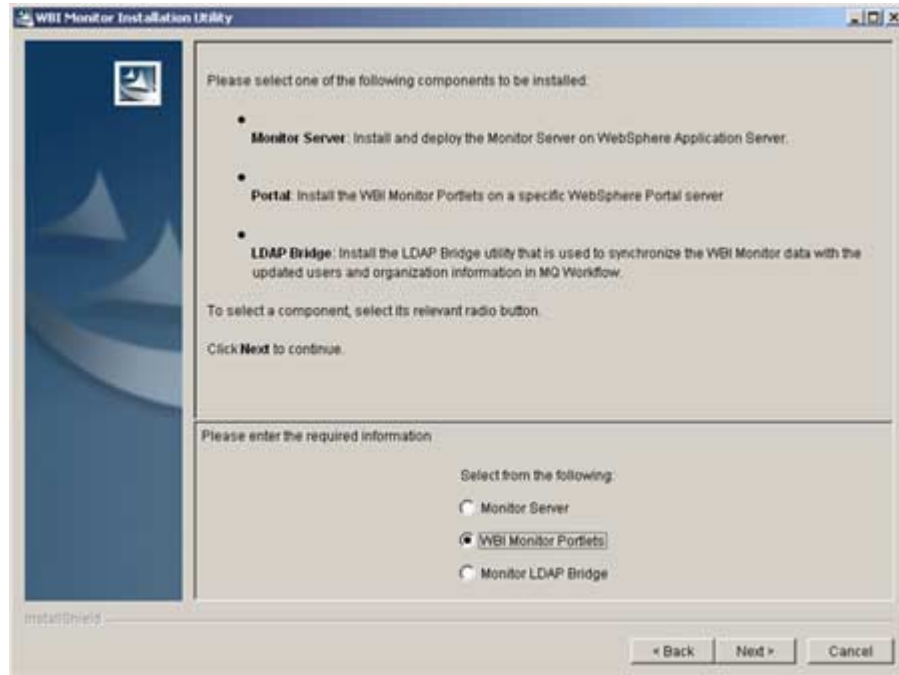 WBI Monitor Installation Utility
Please select one of the following components to be installed:
Monitor Server: Install and deploy the Monitor Server on WebSphere Application Server.
Portal: Install the WBI Monitor Portlets on a specific WebSphere Portal server
LDAP Bridge: Install the LDAP Bridge utility that is used to synchronize the WBI Monitor data with the
updated users and organization information in MQ Workflow.
To select a component, select its relevant radio button.
Click Next to continue.
Please enter the required information
Select from the following:
Monitor Server
WBI Monitor Portlets
Monitor LDAP Bridge
InstallShield
< Back
Next >
Cancel